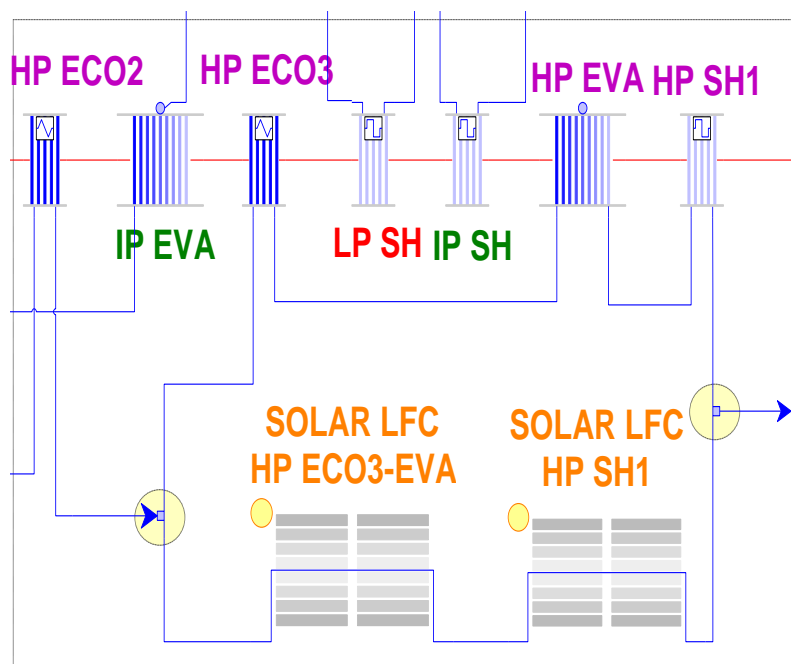 HP ECO2
HP ECO3
HP EVA
HP SH1
IP EVA
LP SH
IP SH
SOLAR LFC
HP ECO3-EVA
SOLAR LFC
HP SH1